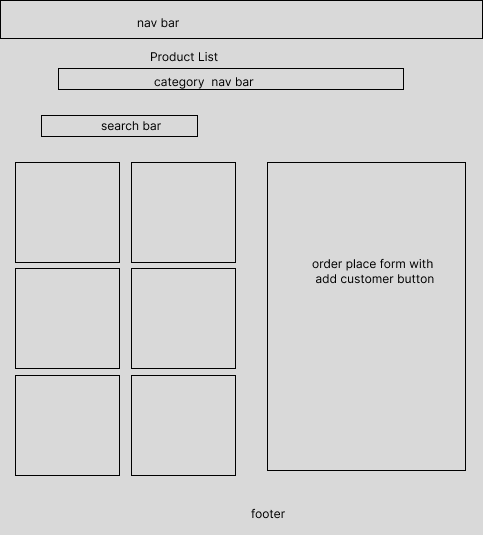 nav bar
Product List
category nav bar
search bar
order place form with
add customer button
footer